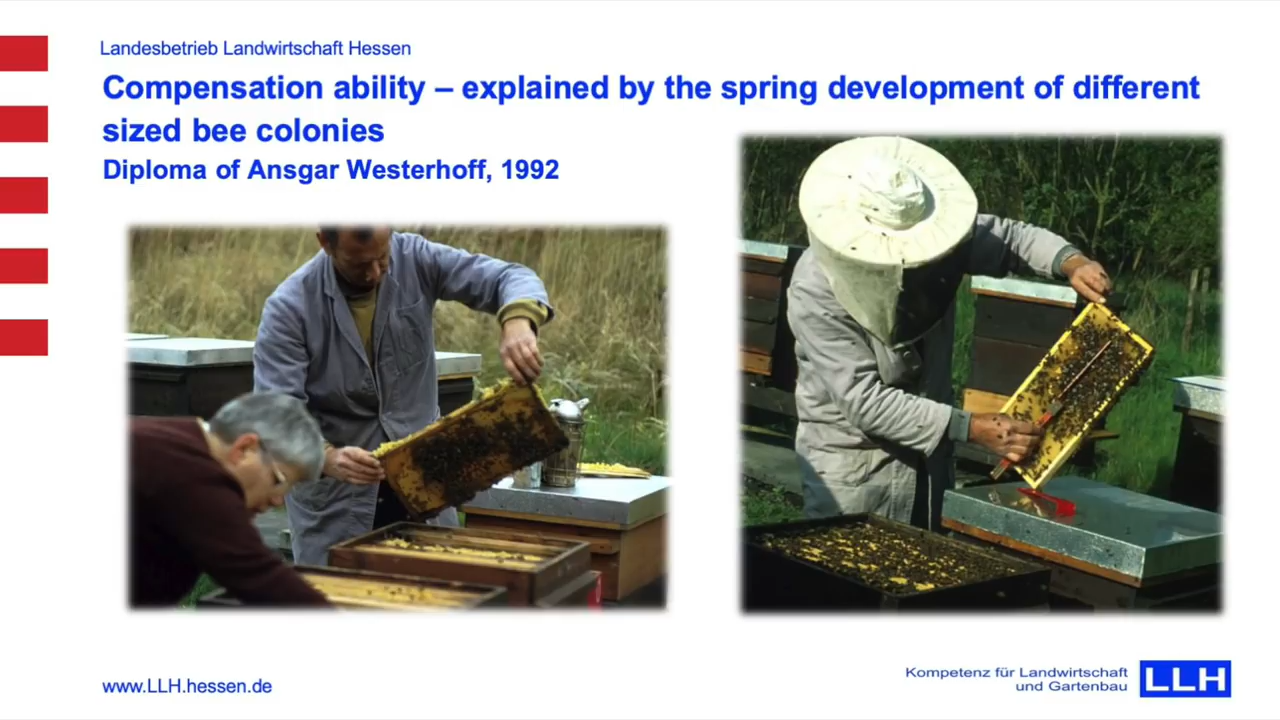 Landesbetrieb Landwirtschaft Hessen
Compensation ability – explained by the spring development of different
sized bee colonies
Diploma of Ansgar Westerhoff, 1992
www.LLH.hessen.de
Kompetenz für Landwirtschaft
und Gartenbau
LLH